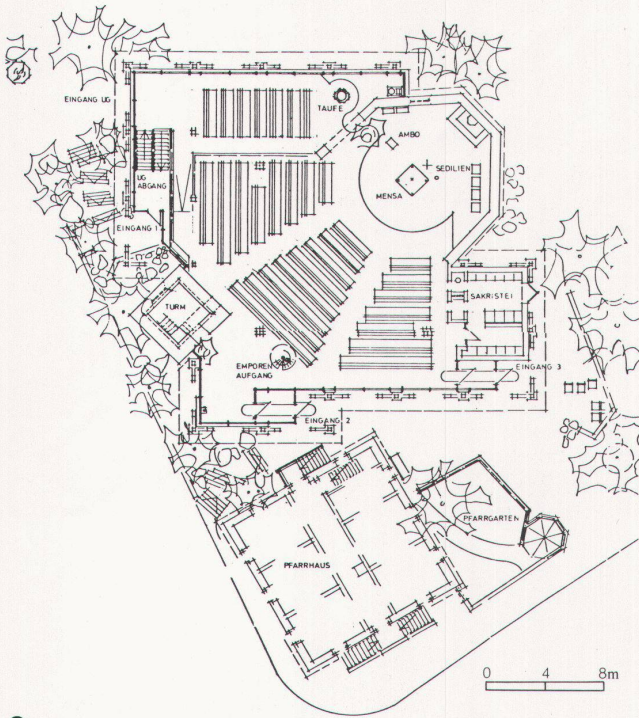 EINGANG UG
TAUFE
AMBO
SEDILIEN
MENSA
UG
ABGANG
EINGANG 1
TURM
SAKRISTEI
EMPOREN
AUFGANG
EINGANG 3
EINGANG 2
PFARRGARTEN
PFARRHAUS
0 4 8m